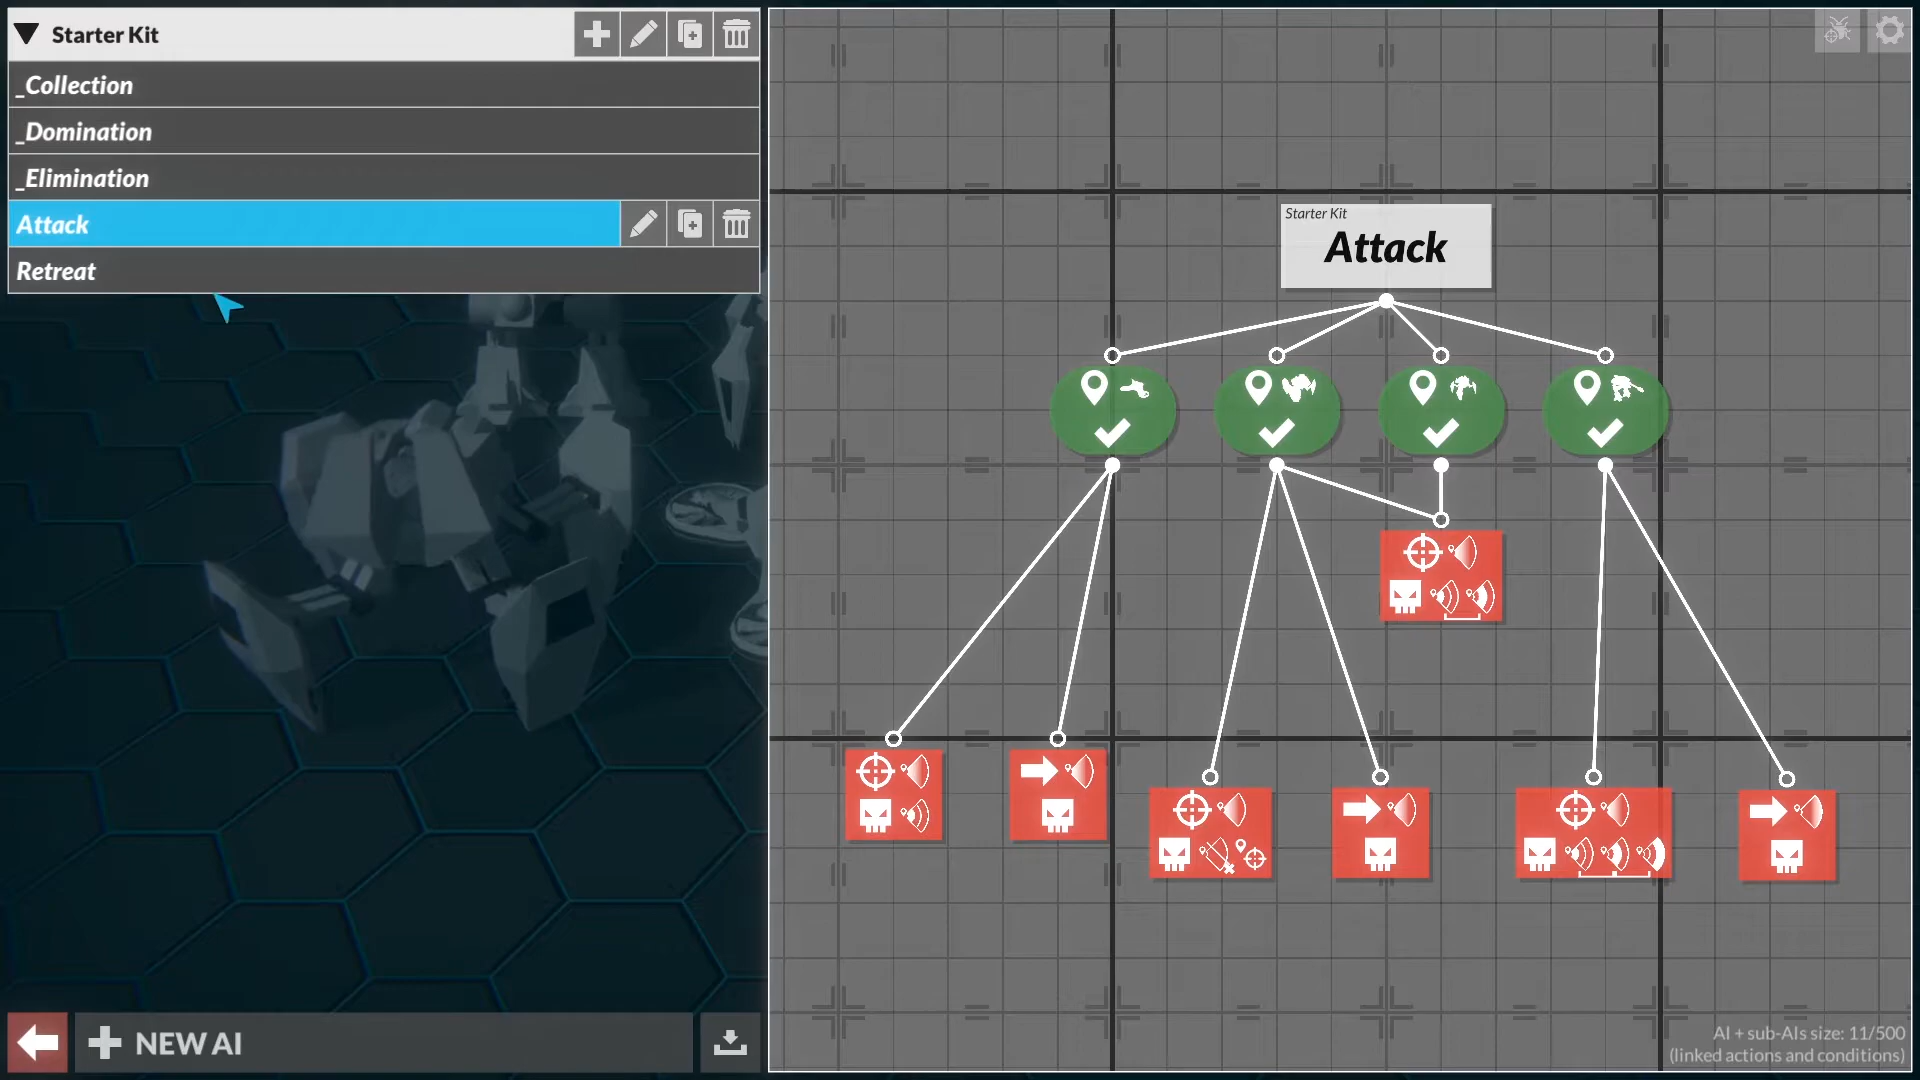 Starter Kit
_Collection
_Domination
_Elimination
Attack
Retreat
NEW AI
Starter Kit
Attack
AI + sub-AIs size: 11/500
(linked actions and conditions)